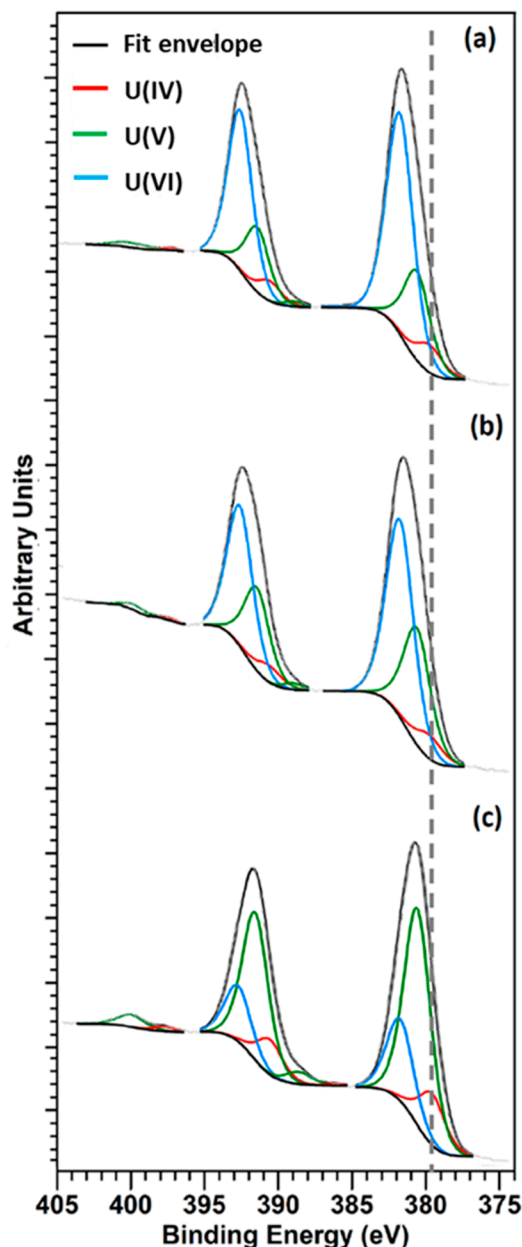 (a)
Fit envelope
U(IV)
U(V)
U(VI)
(b)
Arbitrary Units
(c)
405 400 395 390 385 380 375
Binding Energy (eV)